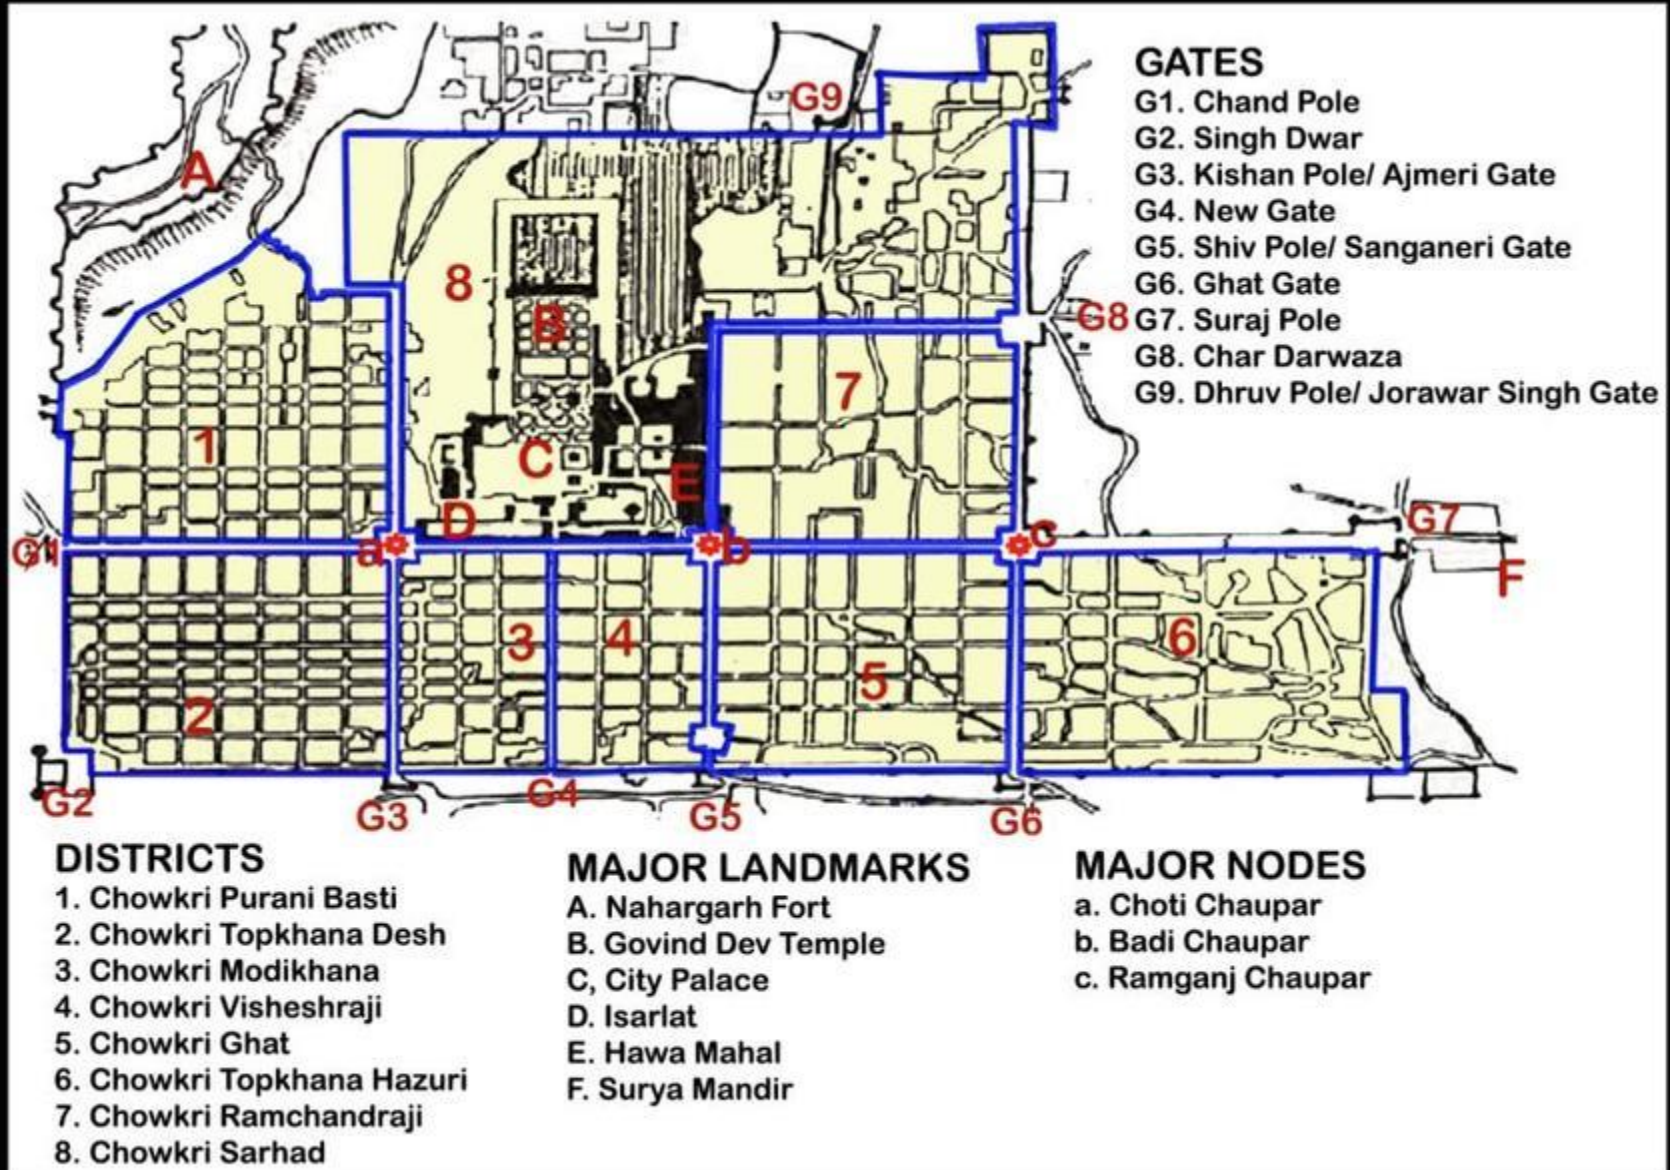 G9
A
8
B
G8
7
1
C
E
D
G7
G1
a
b
c
F
3
4
6
5
2
G2
G3
G4
G5
G6
GATES
G1. Chand Pole
G2. Singh Dwar
G3. Kishan Pole/ Ajmeri Gate
G4. New Gate
G5. Shiv Pole/ Sanganeri Gate
G6. Ghat Gate
G7. Suraj Pole
G8. Char Darwaza
G9. Dhruv Pole/ Jorawar Singh Gate
DISTRICTS
1. Chowkri Purani Basti
2. Chowkri Topkhana Desh
3. Chowkri Modikhana
4. Chowkri Visheshraji
5. Chowkri Ghat
6. Chowkri Topkhana Hazuri
7. Chowkri Ramchandraji
8. Chowkri Sarhad
MAJOR LANDMARKS
A. Nahargarh Fort
B. Govind Dev Temple
C, City Palace
D. Isarlat
E. Hawa Mahal
F. Surya Mandir
MAJOR NODES
a. Choti Chaupar
b. Badi Chaupar
c. Ramganj Chaupar